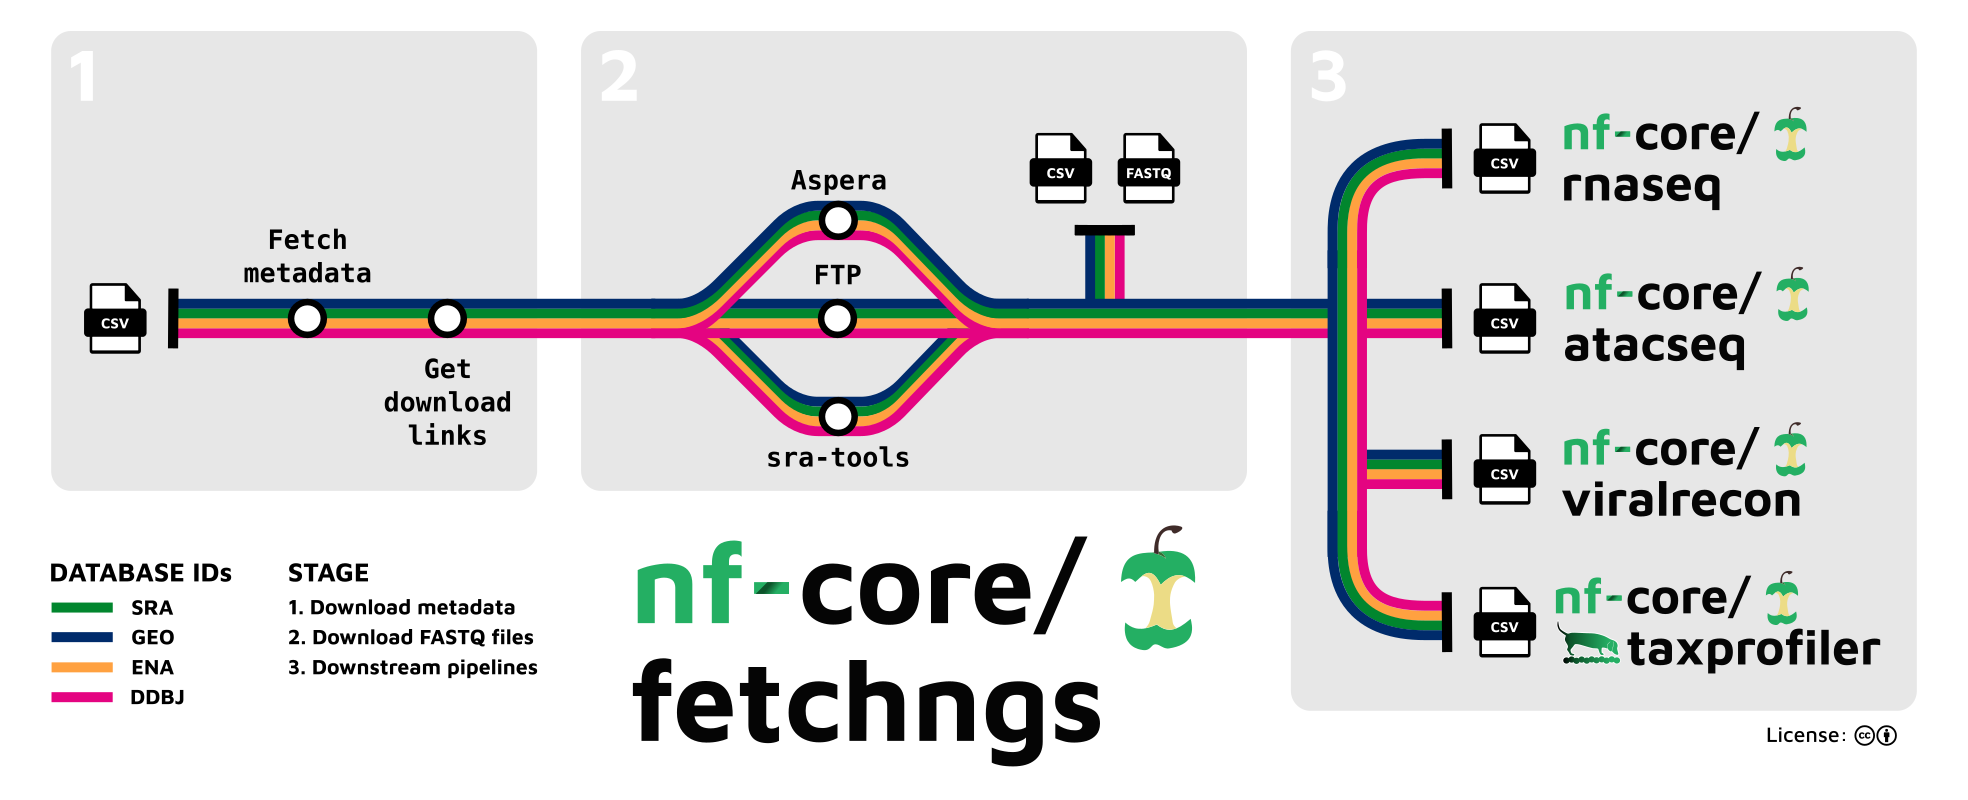 1
Fetch
metadata
CSV
Get
download
links
2
Aspera
FTP
sra-tools
CSV
FASTQ
3
CSV
nf-core/
rnaseq
CSV
nf-core/
atacseq
CSV
nf-core/
viralrecon
CSV
nf-core/
taxprofiler
DATABASE IDs
SRA
GEO
ENA
DDBJ
STAGE
1. Download metadata
2. Download FASTQ files
3. Downstream pipelines
nf-core/
fetchngs
License: cc